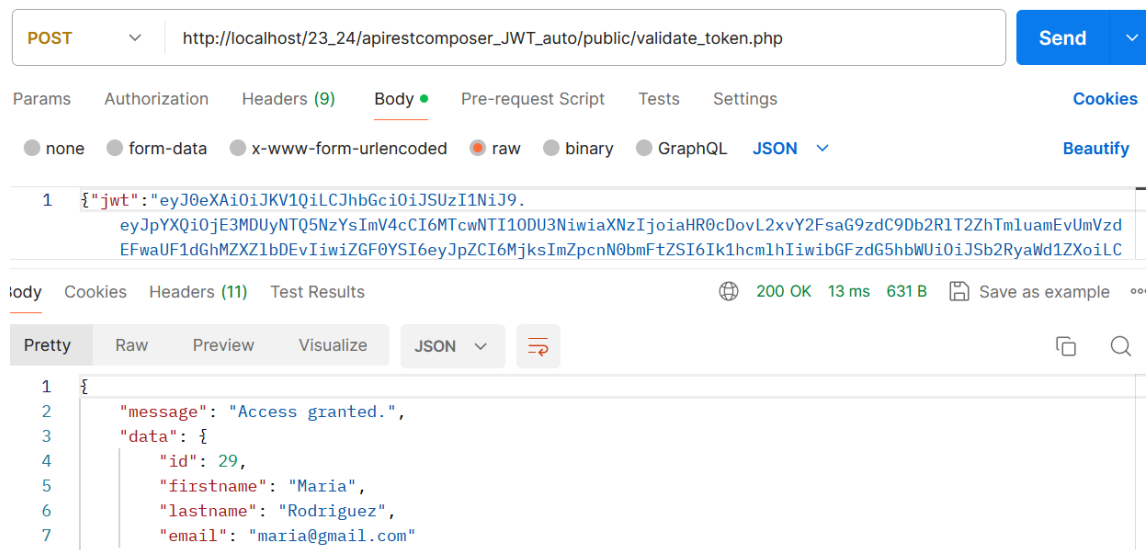 POST http://localhost/23_24/apirestcomposer_JWT_auto/public/validate_token.php Send
Params Authorization Headers (9) Body Pre-request Script Tests Settings Cookies
none form-data x-www-form-urlencoded raw binary GraphQL JSON Beautify
1 {"jwt":"eyJ0eXAiOiJKV1QiLCJhbGciOiJSUzI1NiJ9.
eyJpYXQiOjE3MDUyNTQ5NzYsImV4cCI6MTcwNTI1ODU3NiwiaXNzIjoiaHR0cDovL2xvY2FsaG9zdC9Db2RlT2ZhTmluamEvUmVzd
EFwaUF1dGhMZXZlbDEvIiwiZGF0YSI6eyJpZCI6MjksImZpcnN0bmFtZSI6Ik1hcmlhIiwibGFzdG5hbWUiOiJSb2RyaWd1ZXoiLC
Body Cookies Headers (11) Test Results 200 OK 13 ms 631 B Save as example
Pretty Raw Preview Visualize JSON
1 {
2 "message": "Access granted.",
3 "data": {
4 "id": 29,
5 "firstname": "Maria",
6 "lastname": "Rodriguez",
7 "email": "maria@gmail.com"